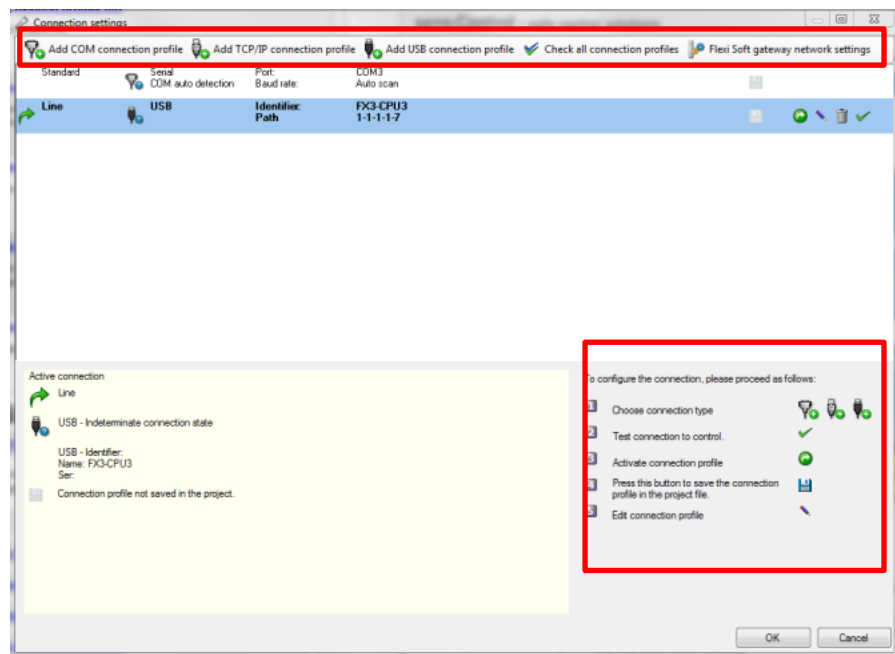 Connection settings
Add COM connection profile Add TCP/IP connection profile Add USB connection profile Check all connection profiles Flexi Soft gateway network settings
Standard Serial Port: COM3
COM auto detection Baud rate: Auto scan
Line USB Identifier: FX3-CPU3
Path 1-1-1-1-7
Active connection
Line
USB - Indeterminate connection state
USB - Identifier:
Name: FX3-CPU3
Ser:
Connection profile not saved in the project.
To configure the connection, please proceed as follows:
1 Choose connection type
2 Test connection to control.
3 Activate connection profile
4 Press this button to save the connection
profile in the project file.
5 Edit connection profile
OK Cancel